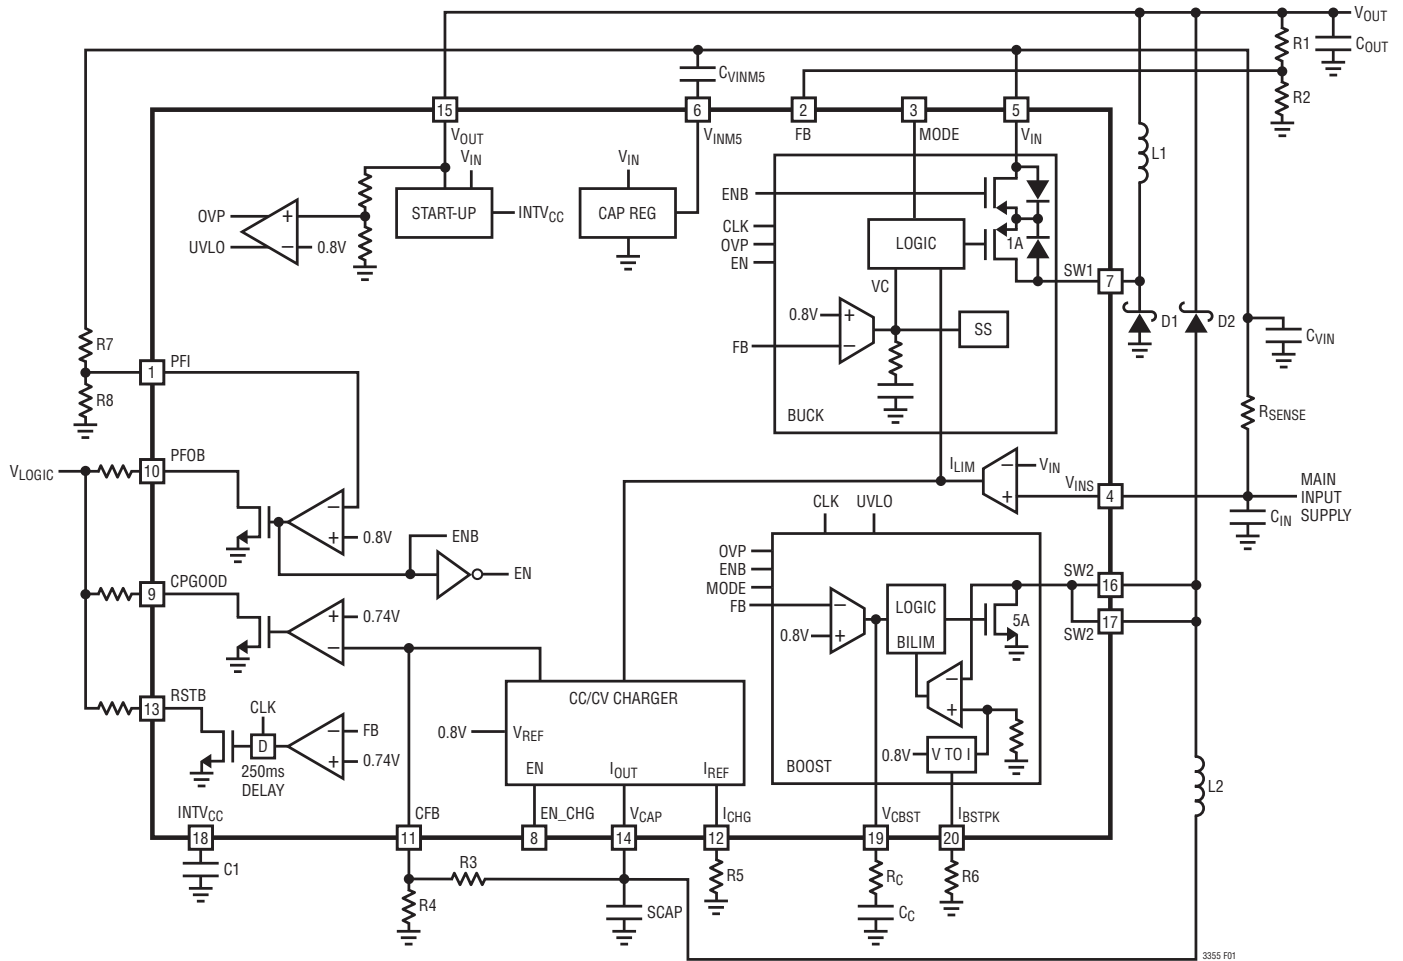 VOUT
R1
COUT
R2
CVINM5
15
6
2
3
5
VOUT
VINM5
FB
MODE
VIN
L1
VIN
VIN
ENB
OVP
UVLO
+
−
0.8V
START-UP
INTVCC
CAP REG
CLK
OVP
EN
LOGIC
1A
SW1
7
VC
D1
D2
0.8V
+
−
FB
SS
CVIN
R7
PFI
1
R8
BUCK
RSENSE
VLOGIC
PFOB
10
ILIM
−
+
VIN
VINS
4
MAIN
INPUT
SUPPLY
CIN
−
+
0.8V
ENB
EN
CLK
UVLO
OVP
ENB
MODE
FB
0.8V
−
+
LOGIC
BILIM
5A
SW2
16
17
SW2
CPGOOD
9
+
−
0.74V
−
+
0.8V
V TO I
BOOST
RSTB
13
CLK
D
250ms
DELAY
−
+
FB
0.74V
CC/CV CHARGER
0.8V
VREF
EN
IOUT
IREF
L2
INTVCC
18
C1
CFB
11
EN_CHG
8
VCAP
14
ICHG
12
VCBST
19
IBSTPK
20
R3
R4
SCAP
R5
RC
CC
R6
3355 F01